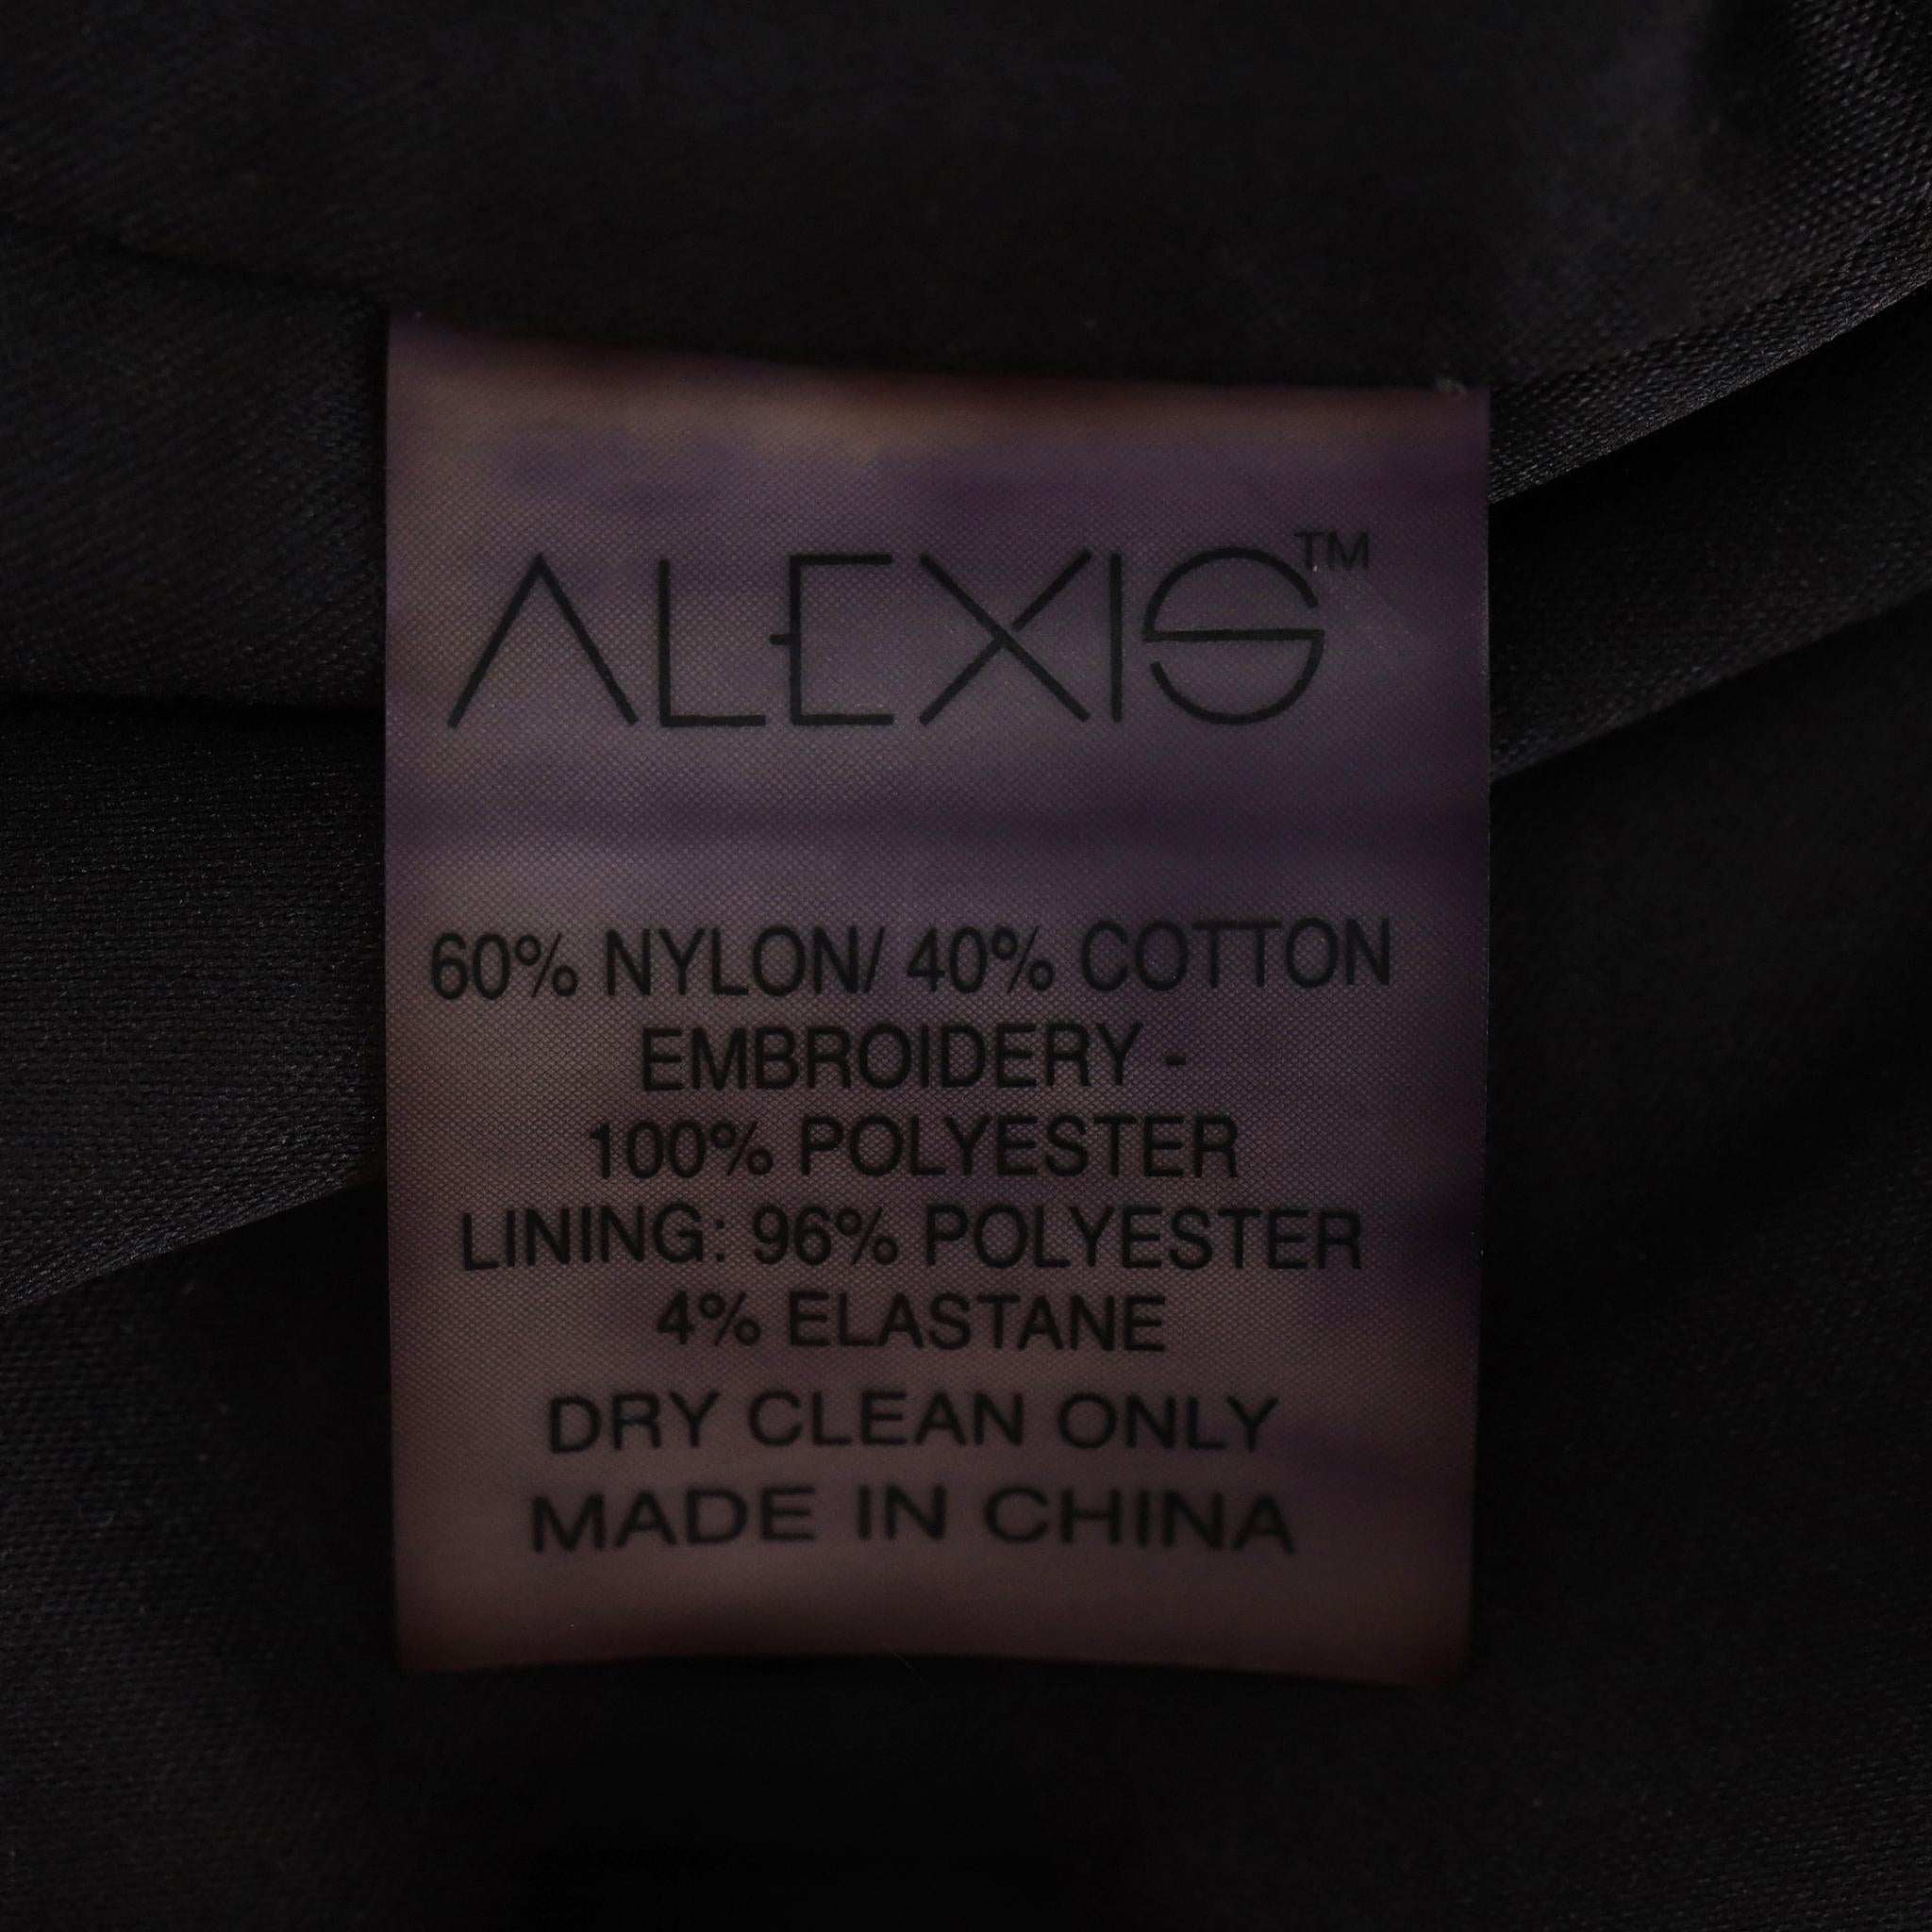 ALEXIS™
60% NYLON/ 40% COTTON
EMBROIDERY -
100% POLYESTER
LINING: 96% POLYESTER
4% ELASTANE
DRY CLEAN ONLY
MADE IN CHINA